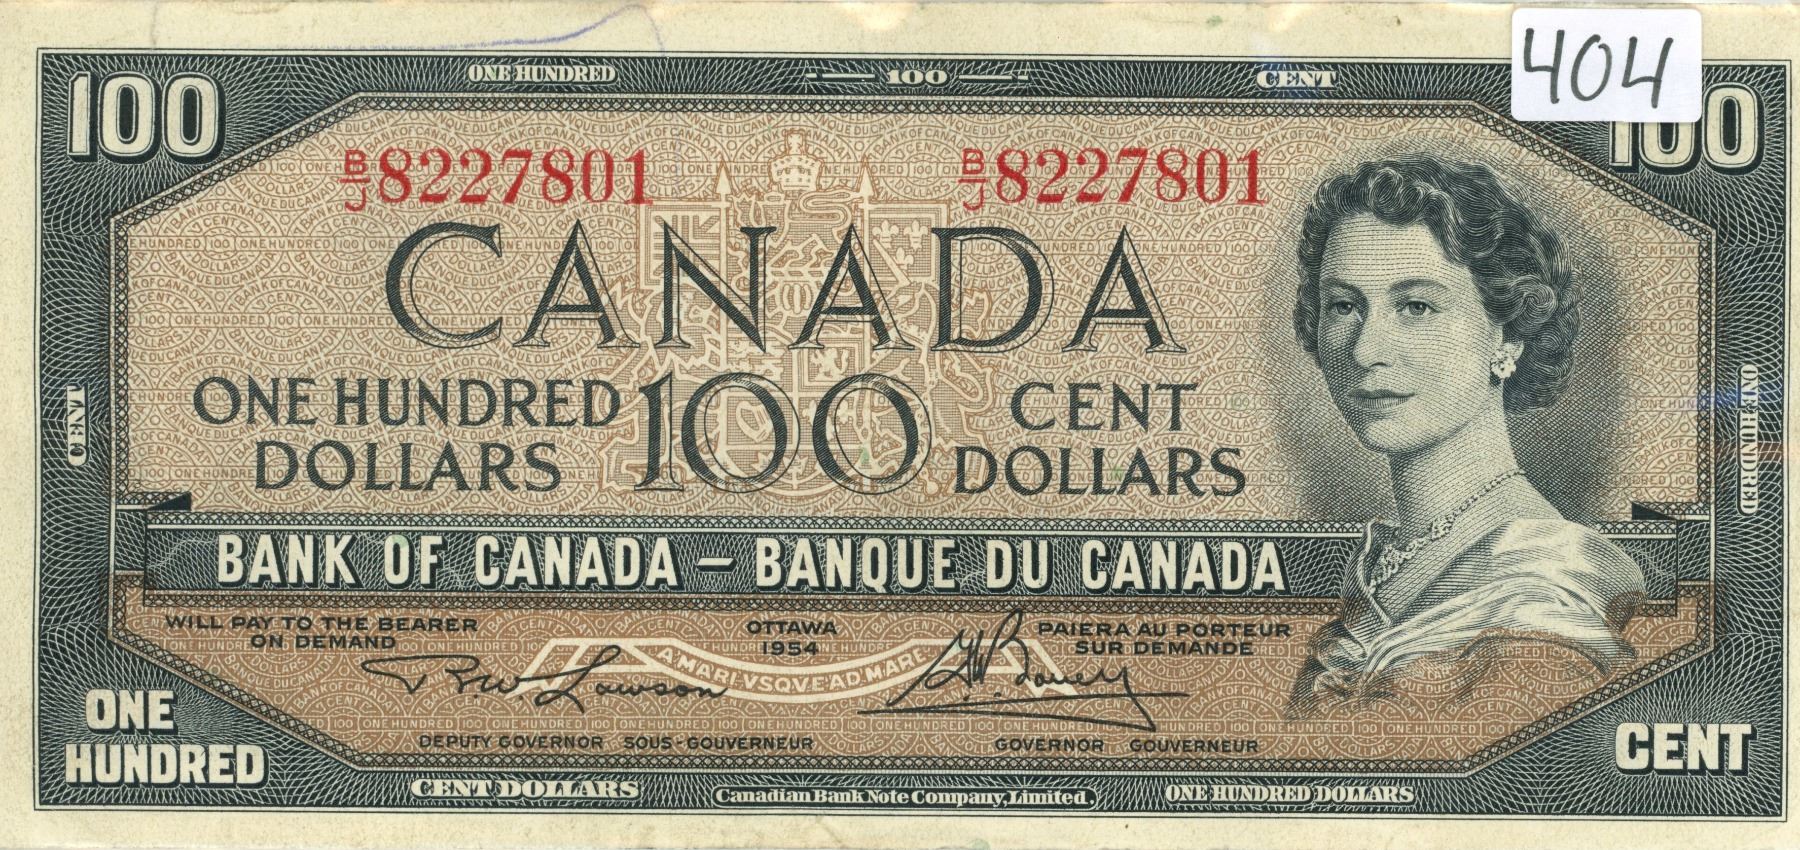 404
ONE HUNDRED 100 CENT
100 100
B/J 8227801 B/J 8227801
CANADA
ONE HUNDRED DOLLARS 100 CENT DOLLARS
CENT
ONE HUNDRED
BANK OF CANADA – BANQUE DU CANADA
WILL PAY TO THE BEARER ON DEMAND
OTTAWA 1954
PAIERA AU PORTEUR SUR DEMANDE
A MARI VSQVE AD MARE
DEPUTY GOVERNOR SOUS-GOUVERNEUR
GOVERNOR GOUVERNEUR
ONE HUNDRED
CENT
CENT DOLLARS Canadian Bank Note Company, Limited. ONE HUNDRED DOLLARS